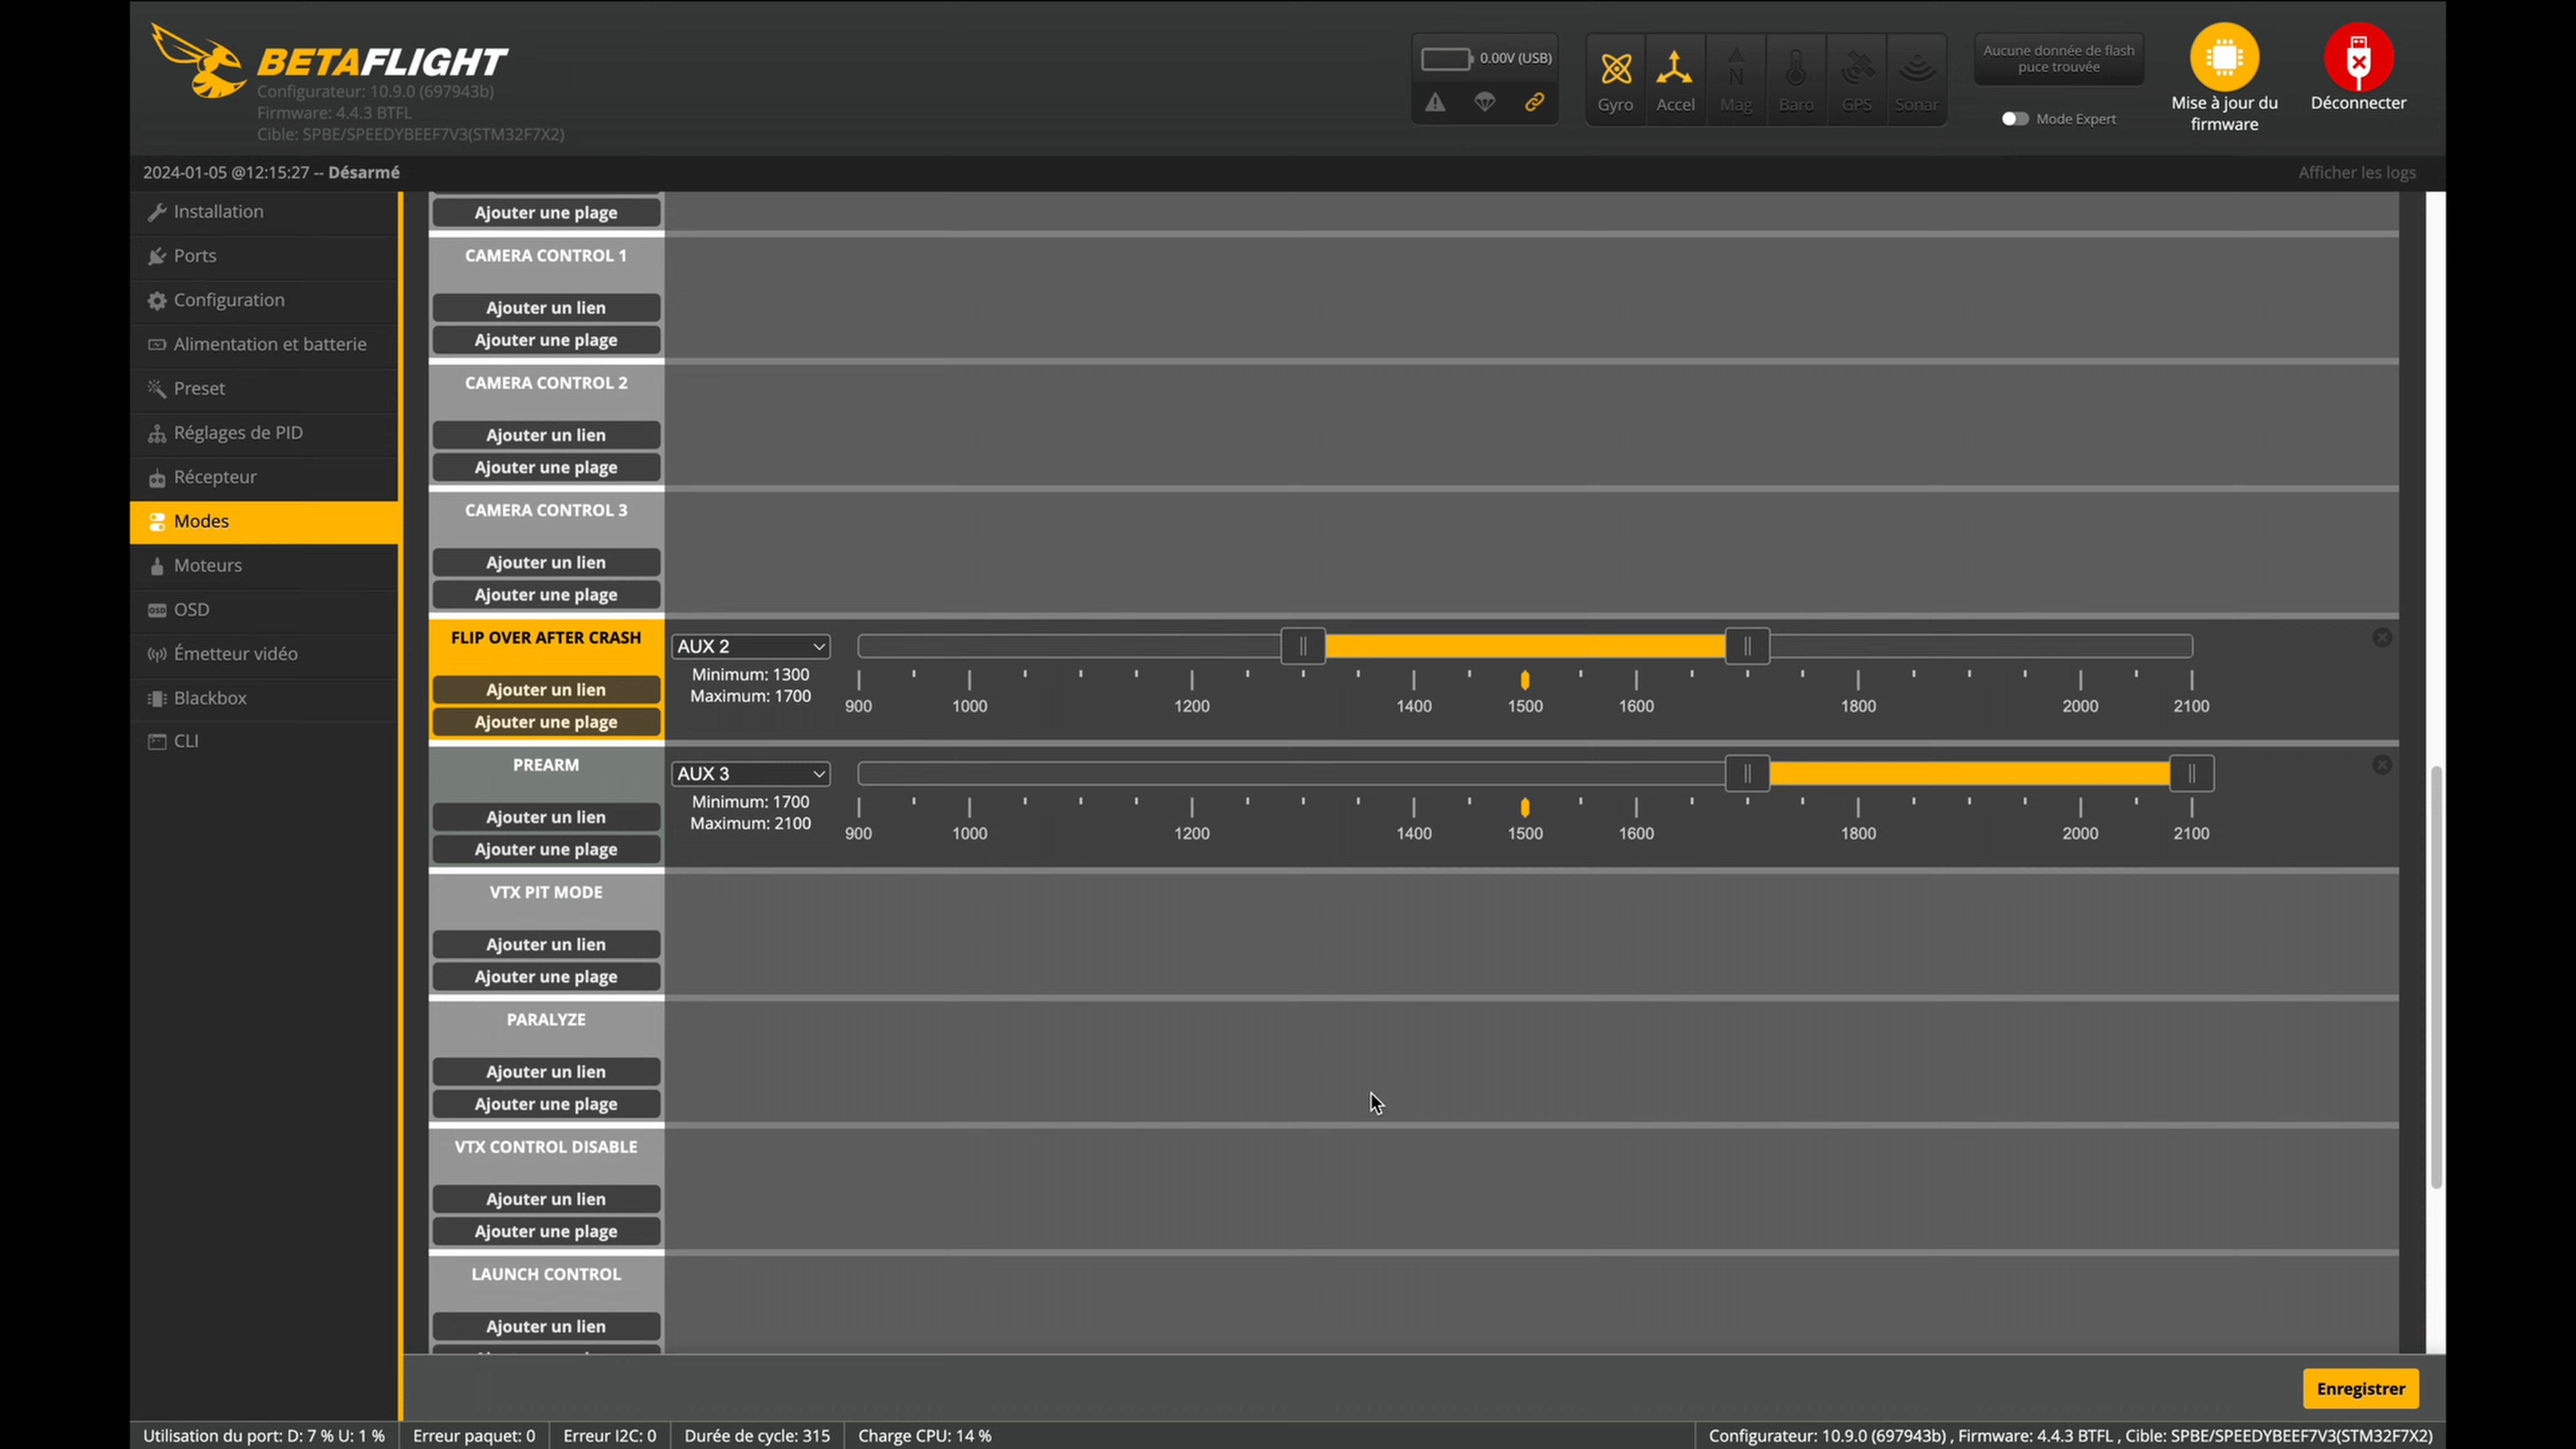 BETAFLIGHT
Configurateur: 10.9.0 (697943b)
Firmware: 4.4.3 BTFL
Cible: SPBE/SPEEDYBEEF7V3(STM32F7X2)
0.00V (USB)
Gyro
Accel
Mag
Baro
GPS
Sonar
Aucune donnée de flash
puce trouvée
Mode Expert
Mise à jour du
firmware
Déconnecter
2024-01-05 @12:15:27 -- Désarmé
Afficher les logs
Installation
Ports
Configuration
Alimentation et batterie
Preset
Réglages de PID
Récepteur
Modes
Moteurs
OSD
Émetteur vidéo
Blackbox
CLI
Ajouter une plage
CAMERA CONTROL 1
Ajouter un lien
Ajouter une plage
CAMERA CONTROL 2
Ajouter un lien
Ajouter une plage
CAMERA CONTROL 3
Ajouter un lien
Ajouter une plage
FLIP OVER AFTER CRASH
Ajouter un lien
Ajouter une plage
AUX 2
Minimum: 1300
Maximum: 1700
900 1000 1200 1400 1500 1600 1800 2000 2100
PREARM
Ajouter un lien
Ajouter une plage
AUX 3
Minimum: 1700
Maximum: 2100
900 1000 1200 1400 1500 1600 1800 2000 2100
VTX PIT MODE
Ajouter un lien
Ajouter une plage
PARALYZE
Ajouter un lien
Ajouter une plage
VTX CONTROL DISABLE
Ajouter un lien
Ajouter une plage
LAUNCH CONTROL
Ajouter un lien
Enregistrer
Utilisation du port: D: 7 % U: 1 %
Erreur paquet: 0
Erreur I2C: 0
Durée de cycle: 315
Charge CPU: 14 %
Configurateur: 10.9.0 (697943b) , Firmware: 4.4.3 BTFL , Cible: SPBE/SPEEDYBEEF7V3(STM32F7X2)